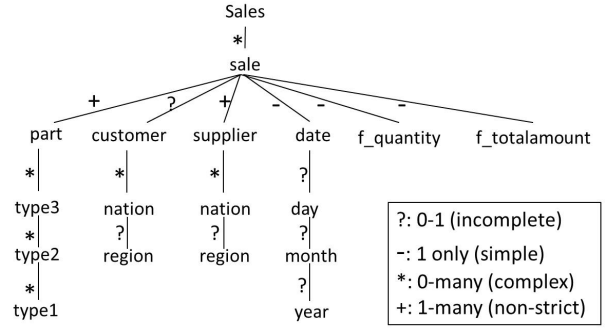 Sales
*
sale
+ ? + - - -
part customer supplier date f_quantity f_totalamount
* * * ?
type3 nation nation day
* ? ? ?
type2 region region month
* ?
type1 year
?: 0-1 (incomplete)
-: 1 only (simple)
*: 0-many (complex)
+: 1-many (non-strict)